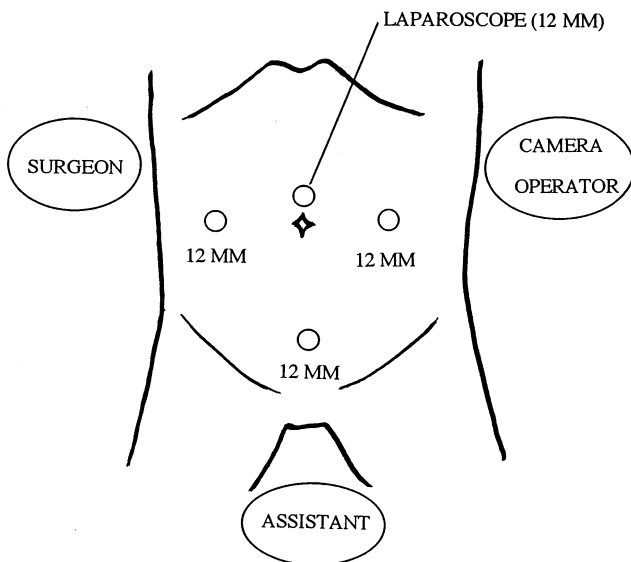 LAPAROSCOPE (12 MM)
SURGEON
CAMERA
OPERATOR
12 MM
12 MM
12 MM
ASSISTANT